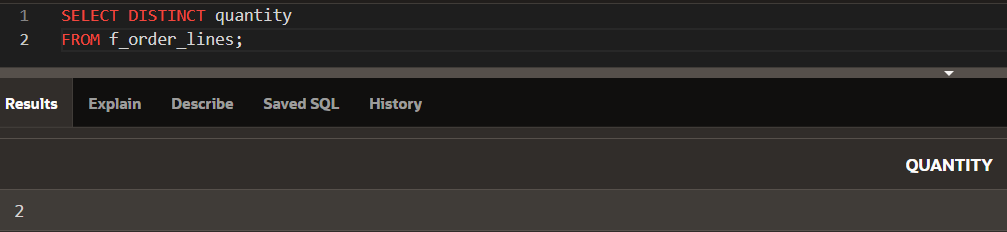 1 SELECT DISTINCT quantity
2 FROM f_order_lines;
Results Explain Describe Saved SQL History
QUANTITY
2